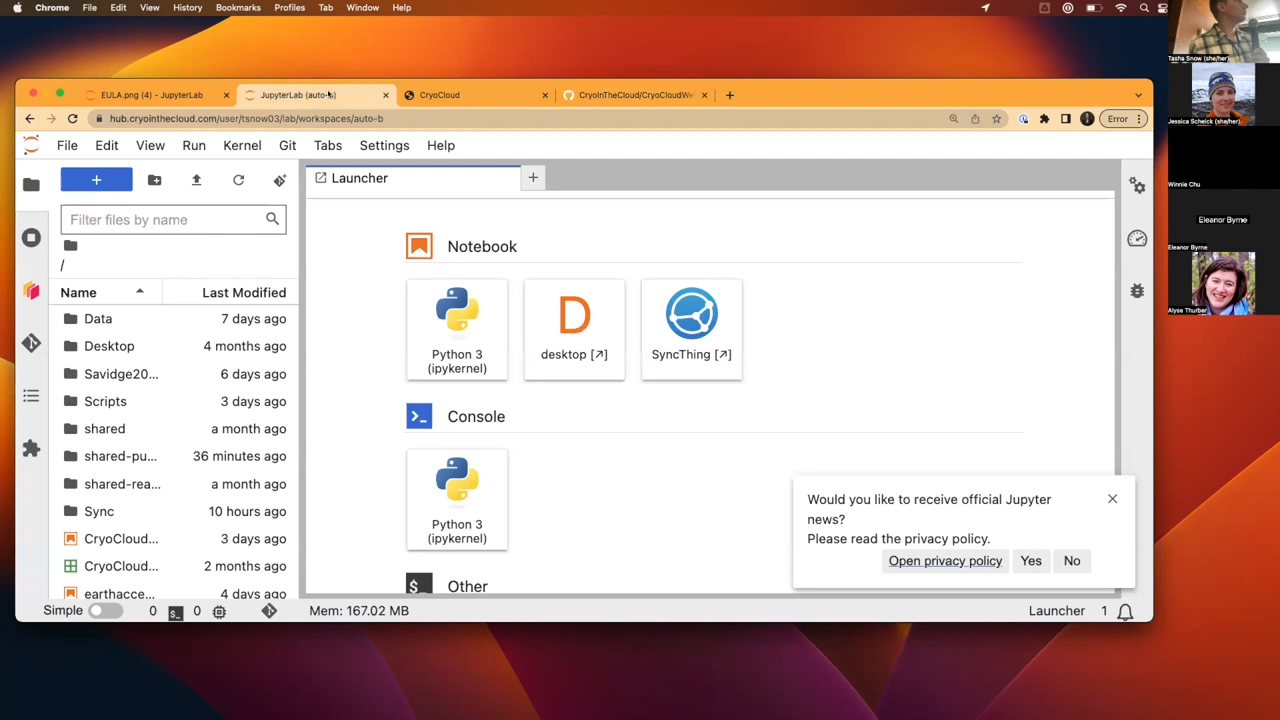 Chrome File Edit View History Bookmarks Profiles Tab Window Help
EULA.png (4) - JupyterLab
JupyterLab (auto-b)
CryoCloud
CryoInTheCloud/CryoCloudWe
hub.cryointhecloud.com/user/tsnow03/lab/workspaces/auto-b
Error
File Edit View Run Kernel Git Tabs Settings Help
Launcher
Filter files by name
/
Name Last Modified
Data 7 days ago
Desktop 4 months ago
Savidge20... 6 days ago
Scripts 3 days ago
shared a month ago
shared-pu... 36 minutes ago
shared-rea... a month ago
Sync 10 hours ago
CryoCloud... 3 days ago
CryoCloud... 2 months ago
earthacce... 4 days ago
Notebook
Python 3
(ipykernel)
D
desktop [↗]
SyncThing [↗]
Console
Python 3
(ipykernel)
$_ Other
Would you like to receive official Jupyter
news?
Please read the privacy policy.
Open privacy policy Yes No
Simple 0 $_ 0 Mem: 167.02 MB Launcher 1
Tasha Snow (she/her)
Jessica Scheick (she/her)
Winnie Chu
Eleanor Byrne
Eleanor Byrne
Alyse Thurber